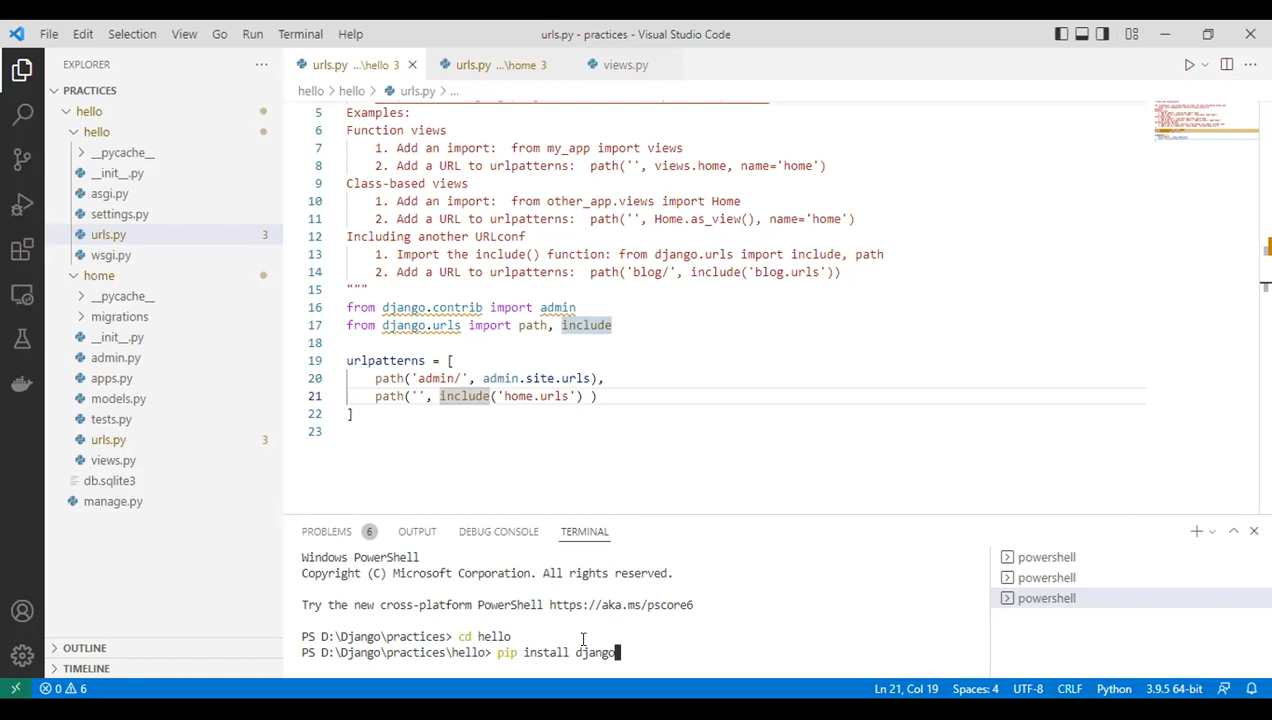 File Edit Selection View Go Run Terminal Help
urls.py - practices - Visual Studio Code
EXPLORER
urls.py ...\hello 3
urls.py ...\home 3
views.py
PRACTICES
hello > hello > urls.py > ...
hello
hello
__pycache__
__init__.py
asgi.py
settings.py
urls.py 3
wsgi.py
home
__pycache__
migrations
__init__.py
admin.py
apps.py
models.py
tests.py
urls.py 3
views.py
db.sqlite3
manage.py
OUTLINE
TIMELINE
5 Examples:
6 Function views
7 1. Add an import:  from my_app import views
8 2. Add a URL to urlpatterns:  path('', views.home, name='home')
9 Class-based views
10 1. Add an import:  from other_app.views import Home
11 2. Add a URL to urlpatterns:  path('', Home.as_view(), name='home')
12 Including another URLconf
13 1. Import the include() function: from django.urls import include, path
14 2. Add a URL to urlpatterns:  path('blog/', include('blog.urls'))
15 """
16 from django.contrib import admin
17 from django.urls import path, include
18
19 urlpatterns = [
20 path('admin/', admin.site.urls),
21 path('', include('home.urls') )
22 ]
23
PROBLEMS 6 OUTPUT DEBUG CONSOLE TERMINAL
Windows PowerShell
Copyright (C) Microsoft Corporation. All rights reserved.
Try the new cross-platform PowerShell https://aka.ms/pscore6
PS D:\Django\practices> cd hello
PS D:\Django\practices\hello> pip install django
powershell
powershell
powershell
0 6
Ln 21, Col 19 Spaces: 4 UTF-8 CRLF Python 3.9.5 64-bit